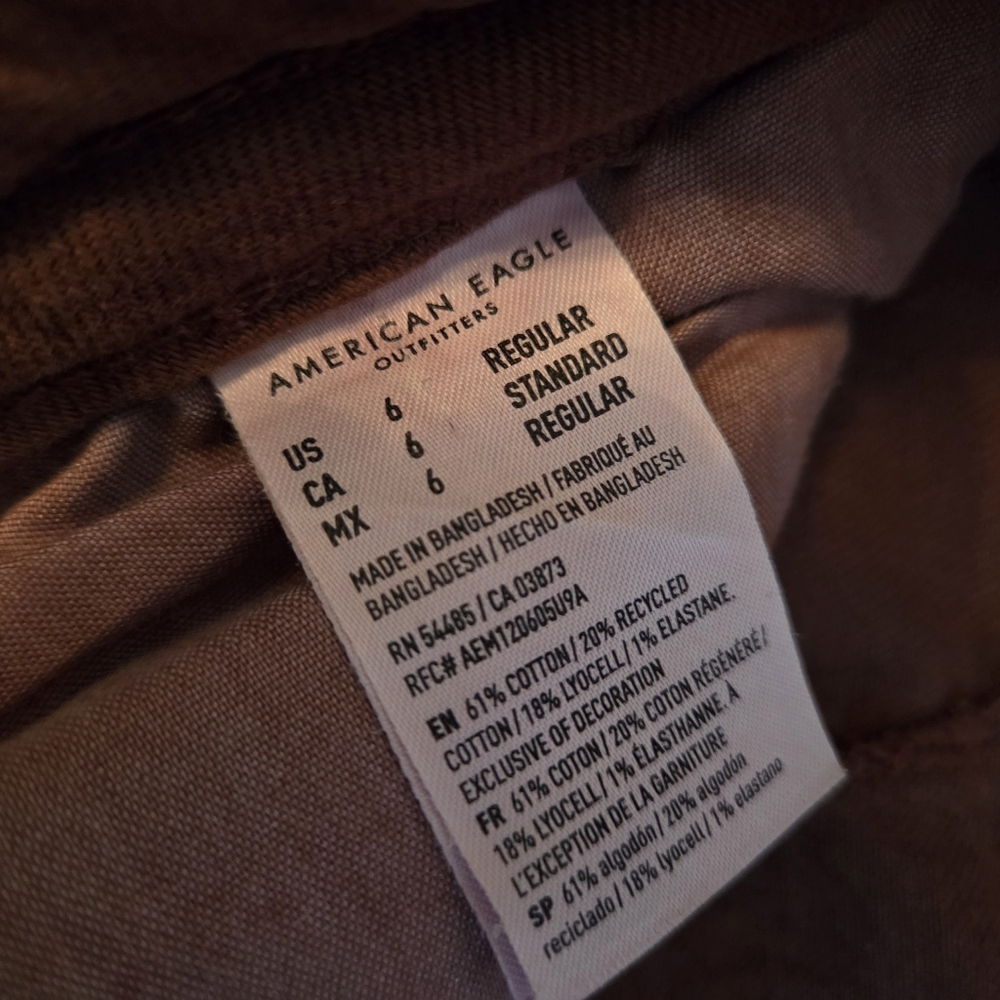 AMERICAN EAGLE
OUTFITTERS
US 6 REGULAR
CA 6 STANDARD
MX 6 REGULAR
MADE IN BANGLADESH / FABRIQUÉ AU
BANGLADESH / HECHO EN BANGLADESH
RN 54485 / CA 03873
RFC# AEM120605U9A
EN 61% COTTON / 20% RECYCLED
COTTON / 18% LYOCELL / 1% ELASTANE.
EXCLUSIVE OF DECORATION
FR 61% COTON / 20% COTON RÉGÉNÉRÉ /
18% LYOCELL / 1% ÉLASTHANNE. À
L'EXCEPTION DE LA GARNITURE
SP 61% algodón / 20% algodón
reciclado / 18% lyocell / 1% elastano